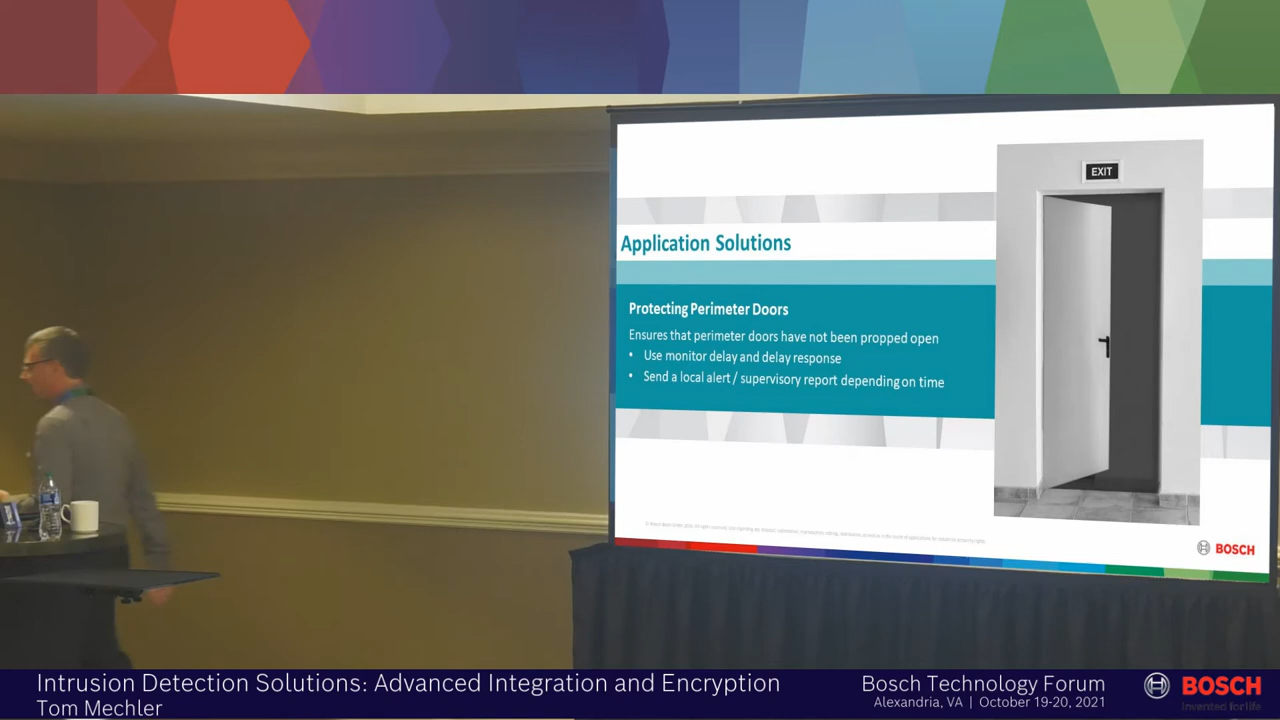 EXIT
Application Solutions
Protecting Perimeter Doors
Ensures that perimeter doors have not been propped open
• Use monitor delay and delay response
• Send a local alert / supervisory report depending on time
BOSCH
Intrusion Detection Solutions: Advanced Integration and Encryption
Tom Mechler
Bosch Technology Forum
Alexandria, VA | October 19-20, 2021
BOSCH
Invented for life